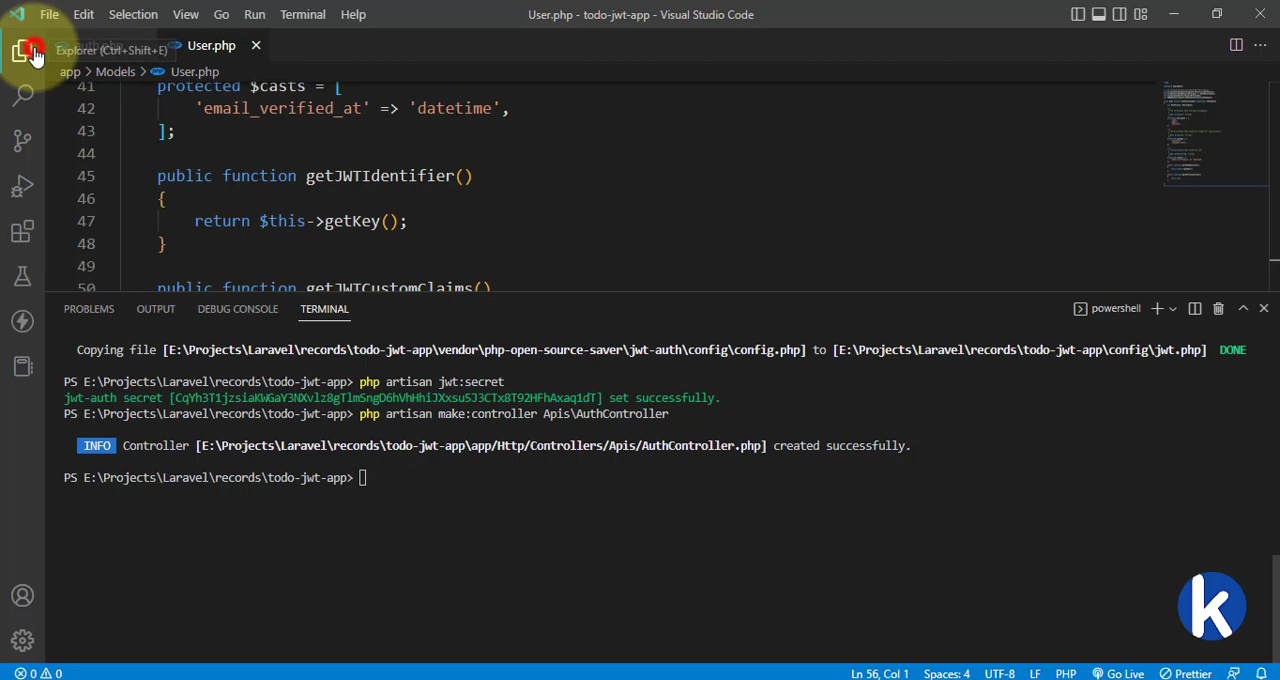 File Edit Selection View Go Run Terminal Help
User.php - todo-jwt-app - Visual Studio Code
Explorer (Ctrl+Shift+E)
User.php
app > Models > User.php
41 protected $casts = [
42 'email_verified_at' => 'datetime',
43 ];
44
45 public function getJWTIdentifier()
46 {
47 return $this->getKey();
48 }
49
50 public function getJWTCustomClaims()
PROBLEMS OUTPUT DEBUG CONSOLE TERMINAL
powershell
Copying file [E:\Projects\Laravel\records\todo-jwt-app\vendor\php-open-source-saver\jwt-auth\config\config.php] to [E:\Projects\Laravel\records\todo-jwt-app\config\jwt.php] DONE
PS E:\Projects\Laravel\records\todo-jwt-app> php artisan jwt:secret
jwt-auth secret [CqYh3T1jzsiaKWGaY3NXvlz8gTlmSngD6hVhHhiJXxsu5J3CTx8T92HFhAxaq1dT] set successfully.
PS E:\Projects\Laravel\records\todo-jwt-app> php artisan make:controller Apis\AuthController
INFO Controller [E:\Projects\Laravel\records\todo-jwt-app\app/Http/Controllers/Apis/AuthController.php] created successfully.
PS E:\Projects\Laravel\records\todo-jwt-app>
k
0 0
Ln 56, Col 1 Spaces: 4 UTF-8 LF PHP Go Live Prettier